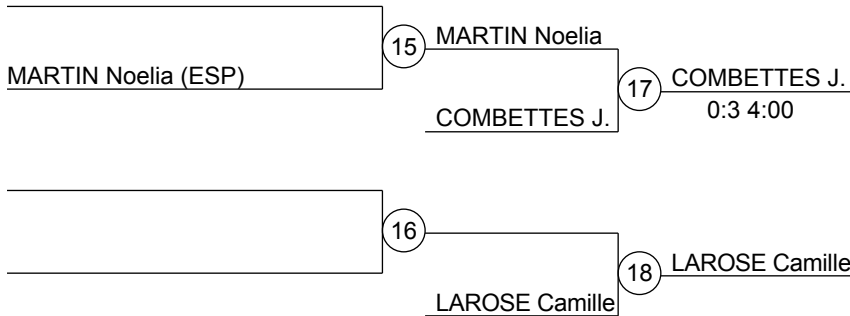 15
MARTIN Noelia
MARTIN Noelia (ESP)
17
COMBETTES J.
0:3 4:00
COMBETTES J.
16
18
LAROSE Camille
LAROSE Camille